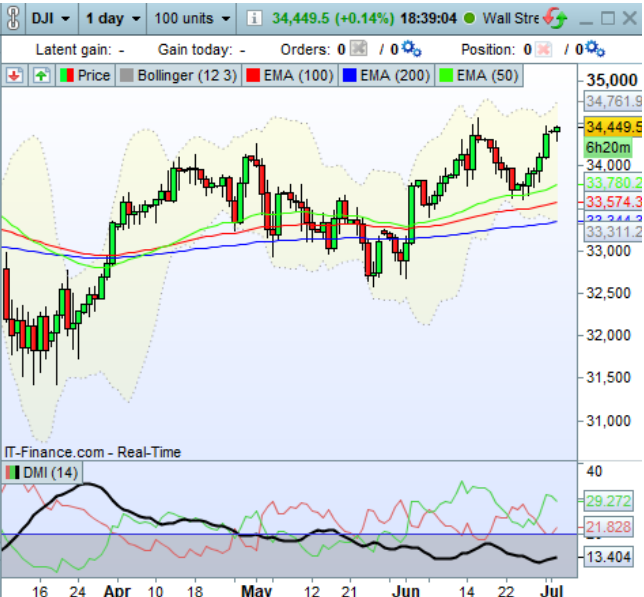 DJI 1 day 100 units i 34,449.5 (+0.14%) 18:39:04 Wall Stre
Latent gain: - Gain today: - Orders: 0 / 0 Position: 0 / 0
Price Bollinger (12 3) EMA (100) EMA (200) EMA (50)
35,000
34,761.9
34,449.5
6h20m
34,000
33,780.2
33,574.3
33,311.2
33,000
32,500
32,000
31,500
31,000
IT-Finance.com - Real-Time
DMI (14)
40
29.272
21.828
13.404
16 24 Apr 10 18 May 12 21 Jun 14 22 Jul